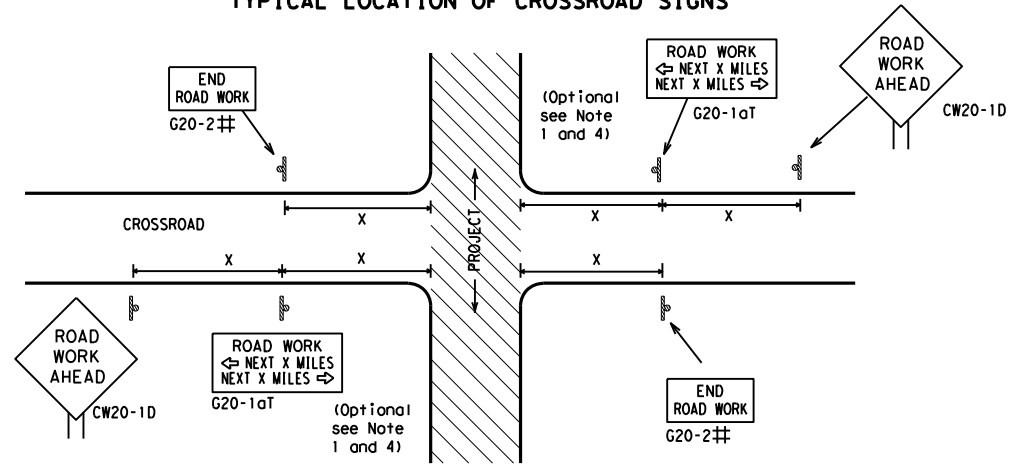 TYPICAL LOCATION OF CROSSROAD SIGNS
END
ROAD WORK
G20-2#
(Optional
see Note
1 and 4)
ROAD WORK
⇦ NEXT X MILES
NEXT X MILES ⇨
G20-1aT
ROAD
WORK
AHEAD
CW20-1D
CROSSROAD
X
X
X
PROJECT
X
X
X
ROAD
WORK
AHEAD
CW20-1D
ROAD WORK
⇦ NEXT X MILES
NEXT X MILES ⇨
G20-1aT
(Optional
see Note
1 and 4)
END
ROAD WORK
G20-2#